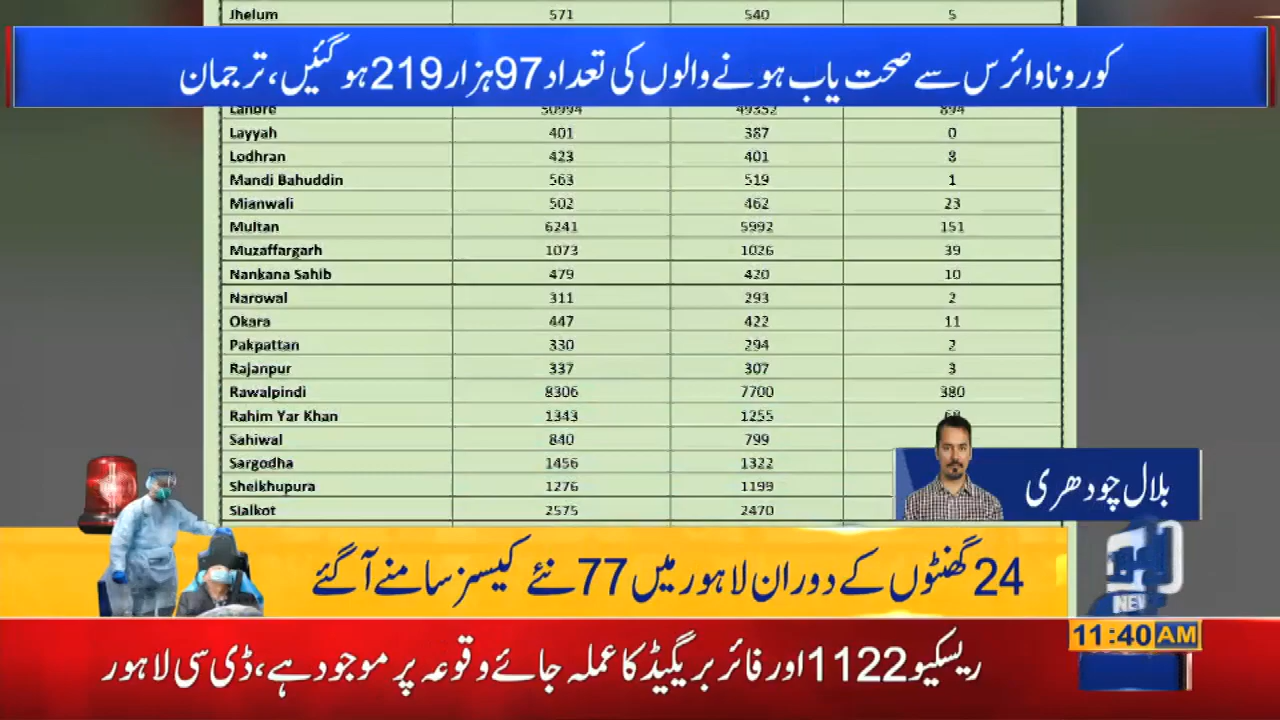 Jhelum 571 540 5
کورونا وائرس سے صحت یاب ہونے والوں کی تعداد 97 ہزار 219 ہو گئیں، ترجمان
Lahore 50994 49352 894
Layyah 401 387 0
Lodhran 423 401 8
Mandi Bahuddin 563 519 1
Mianwali 502 462 23
Multan 6241 5992 151
Muzaffargarh 1073 1026 39
Nankana Sahib 479 420 10
Narowal 311 293 2
Okara 447 422 11
Pakpattan 330 294 2
Rajanpur 337 307 3
Rawalpindi 8306 7700 380
Rahim Yar Khan 1343 1255 68
Sahiwal 840 799
Sargodha 1456 1322
Sheikhupura 1276 1199
Sialkot 2575 2470
بلال چودھری
24 گھنٹوں کے دوران لاہور میں 77 نئے کیسز سامنے آگئے
NEW
11:40 AM
ریسکیو 1122 اور فائر بریگیڈ کا عملہ جائے وقوعہ پر موجود ہے، ڈی سی لاہور